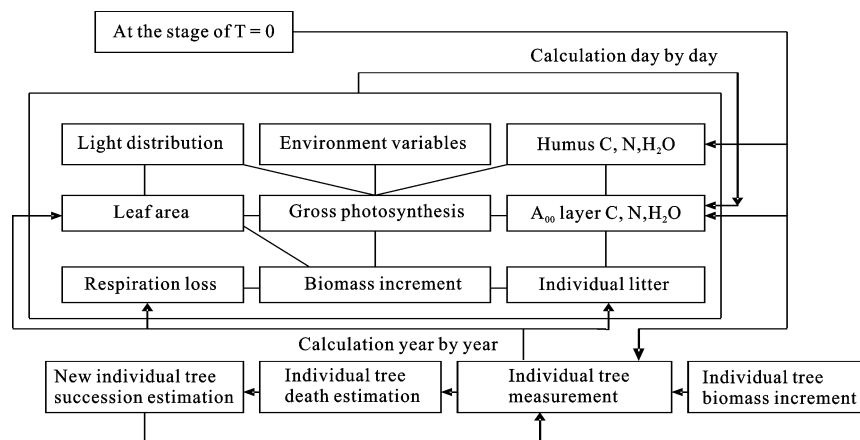 At the stage of T = 0
Calculation day by day
Light distribution
Environment variables
Humus C, N,H₂O
Leaf area
Gross photosynthesis
A₀₀ layer C, N,H₂O
Respiration loss
Biomass increment
Individual litter
Calculation year by year
New individual tree
succession estimation
Individual tree
death estimation
Individual tree
measurement
Individual tree
biomass increment